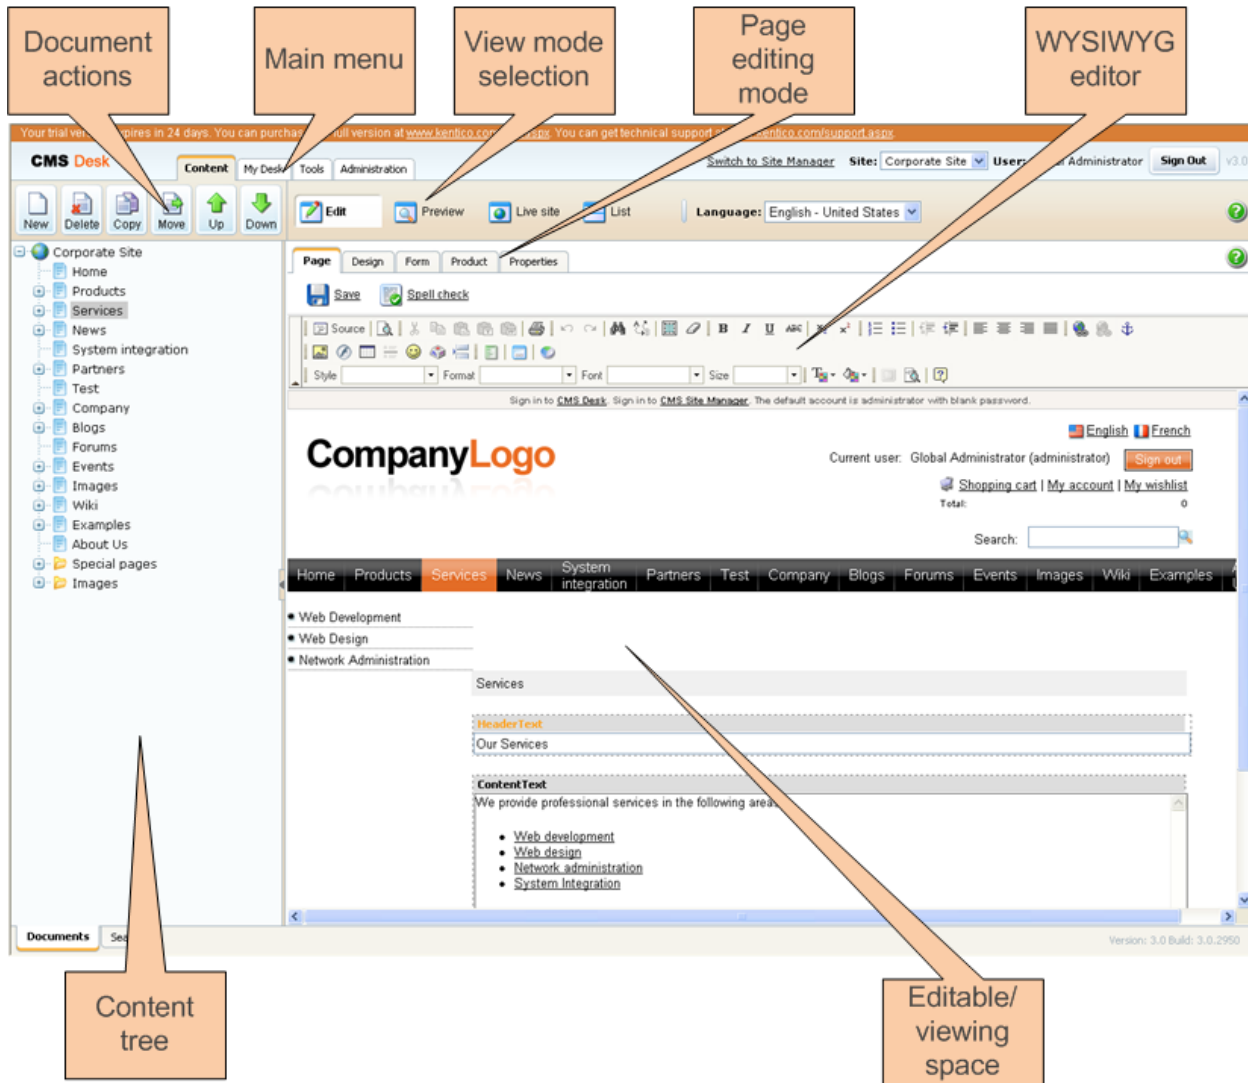 Document
actions
Main menu
View mode
selection
Page
editing
mode
WYSIWYG
editor
Your trial ver expires in 24 days. You can purchase full version at www.kentico.com .aspx. You can get technical support at .kentico.com/support.aspx.
CMS Desk
Content My Desk Tools Administration
Switch to Site Manager Site: Corporate Site User: Administrator Sign Out v3.0
New Delete Copy Move Up Down
Edit Preview Live site List Language: English - United States
Page Design Form Product Properties
Save Spell check
Source B I U ABC
Style Format Font Size
Corporate Site
Home
Products
Services
News
System integration
Partners
Test
Company
Blogs
Forums
Events
Images
Wiki
Examples
About Us
Special pages
Images
Sign in to CMS Desk. Sign in to CMS Site Manager. The default account is administrator with blank password.
English French
CompanyLogo
Current user: Global Administrator (administrator) Sign out
Shopping cart | My account | My wishlist
Total: 0
Search:
Home Products Services News System integration Partners Test Company Blogs Forums Events Images Wiki Examples
Web Development
Web Design
Network Administration
Services
HeaderText
Our Services
ContentText
We provide professional services in the following areas
Web development
Web design
Network administration
System Integration
Documents Sea
Version: 3.0 Build: 3.0.2950
Content
tree
Editable/
viewing
space